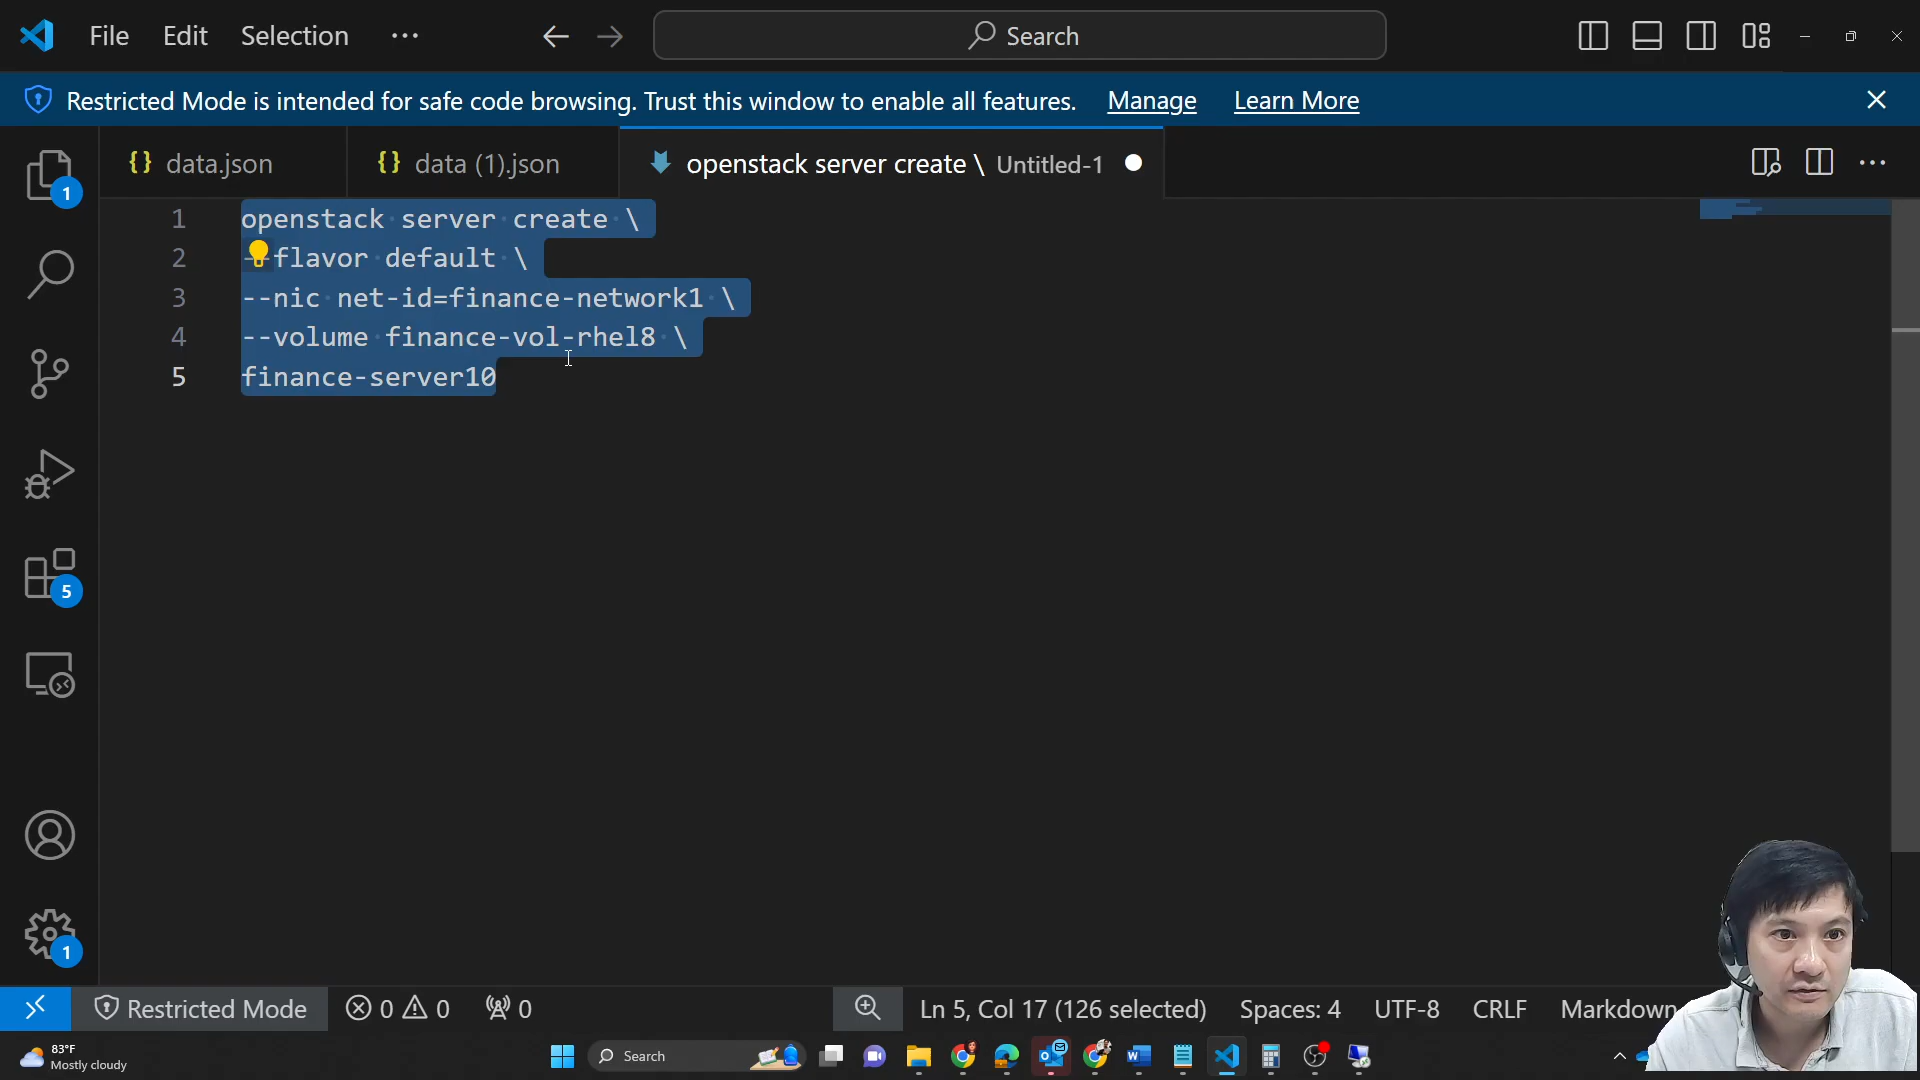 File Edit Selection ··· Search
Restricted Mode is intended for safe code browsing. Trust this window to enable all features. Manage Learn More
{} data.json {} data (1).json openstack server create \ Untitled-1
1 openstack server create \
2 --flavor default \
3 --nic net-id=finance-network1 \
4 --volume finance-vol-rhel8 \
5 finance-server10
1
5
1
Restricted Mode 0 0 0 Ln 5, Col 17 (126 selected) Spaces: 4 UTF-8 CRLF Markdown
83°F
Mostly cloudy
Search